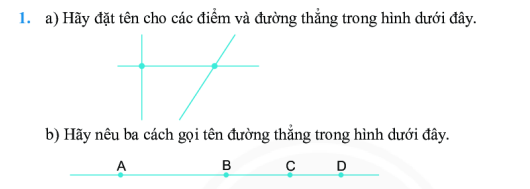 1. a) Hãy đặt tên cho các điểm và đường thẳng trong hình dưới đây.
b) Hãy nêu ba cách gọi tên đường thẳng trong hình dưới đây.
A B C D